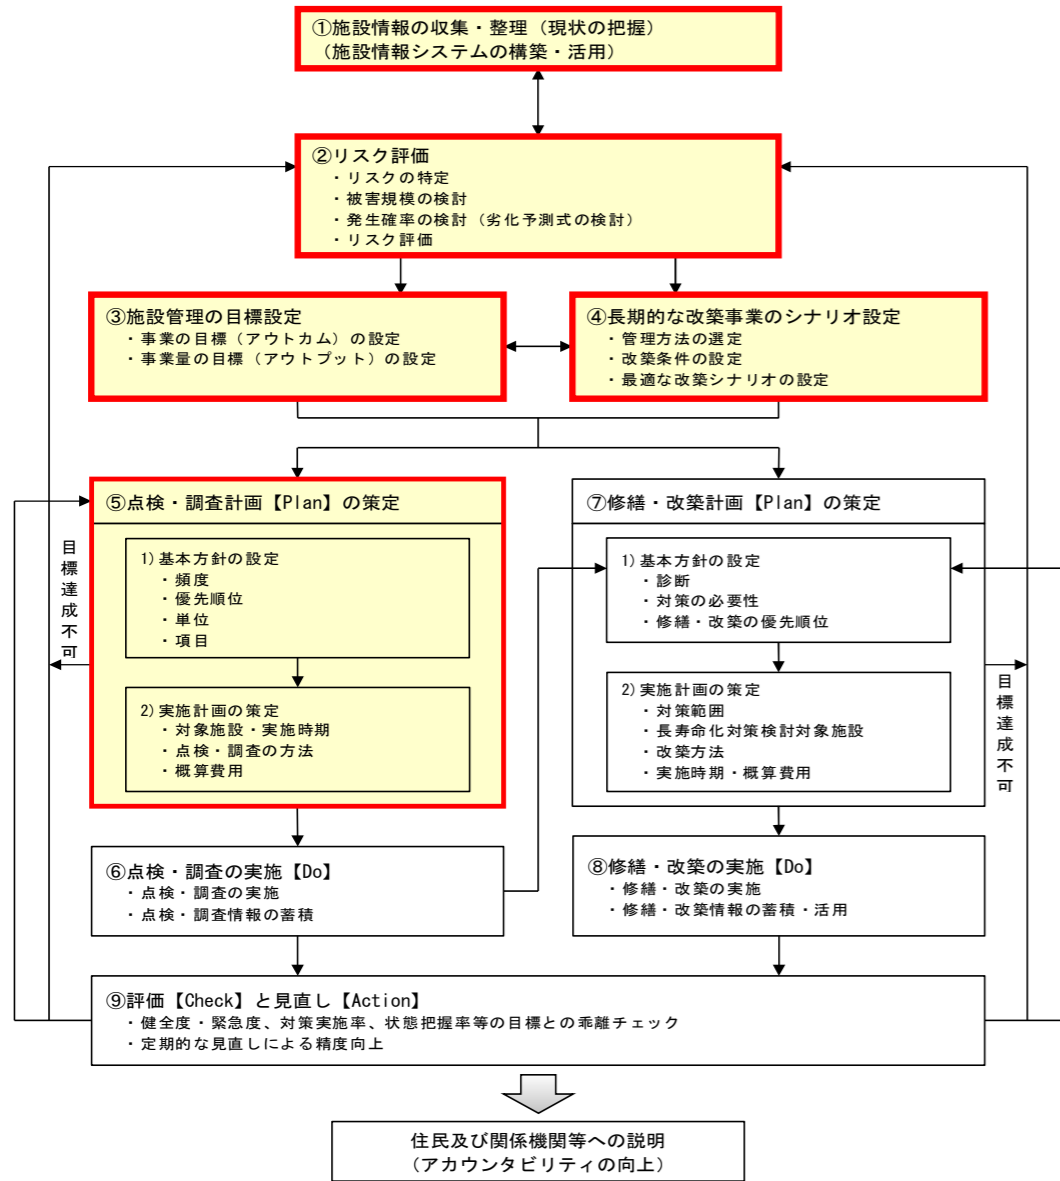 ①施設情報の収集・整理（現状の把握）
（施設情報システムの構築・活用）
②リスク評価
・リスクの特定
・被害規模の検討
・発生確率の検討（劣化予測式の検討）
・リスク評価
③施設管理の目標設定
・事業の目標（アウトカム）の設定
・事業量の目標（アウトプット）の設定
④長期的な改築事業のシナリオ設定
・管理方法の選定
・改築条件の設定
・最適な改築シナリオの設定
⑤点検・調査計画【Plan】の策定
1)基本方針の設定
・頻度
・優先順位
・単位
・項目
2)実施計画の策定
・対象施設・実施時期
・点検・調査の方法
・概算費用
目標達成不可
⑦修繕・改築計画【Plan】の策定
1)基本方針の設定
・診断
・対策の必要性
・修繕・改築の優先順位
2)実施計画の策定
・対策範囲
・長寿命化対策検討対象施設
・改築方法
・実施時期・概算費用
目標達成不可
⑥点検・調査の実施【Do】
・点検・調査の実施
・点検・調査情報の蓄積
⑧修繕・改築の実施【Do】
・修繕・改築の実施
・修繕・改築情報の蓄積・活用
⑨評価【Check】と見直し【Action】
・健全度・緊急度、対策実施率、状態把握率等の目標との乖離チェック
・定期的な見直しによる精度向上
住民及び関係機関等への説明
（アカウンタビリティの向上）